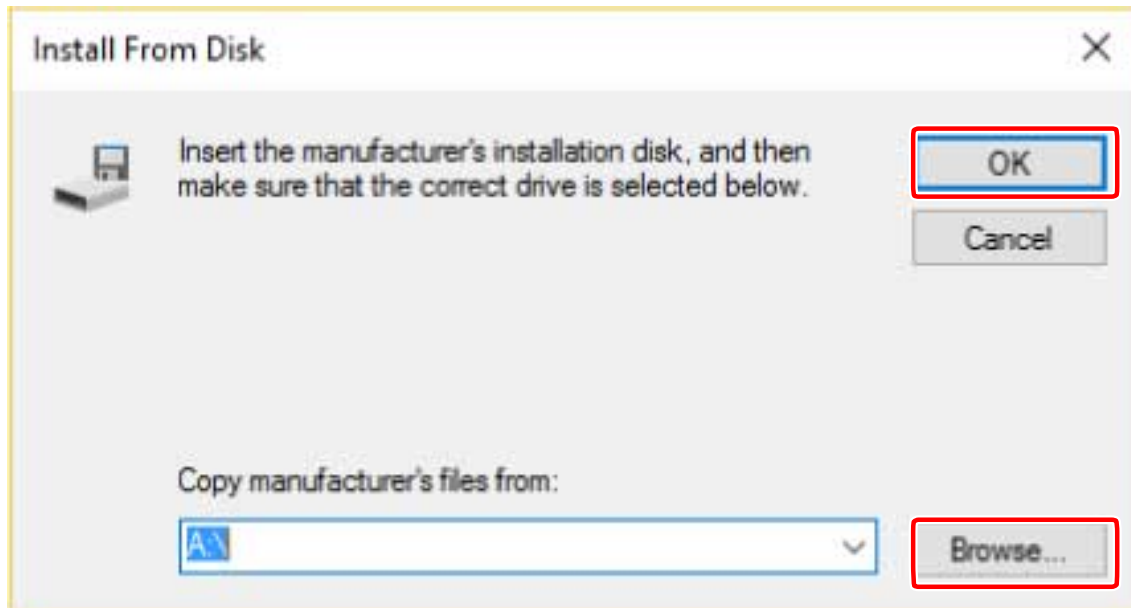 Install From Disk
Insert the manufacturer's installation disk, and then
make sure that the correct drive is selected below.
OK
Cancel
Copy manufacturer's files from:
A:\
Browse...